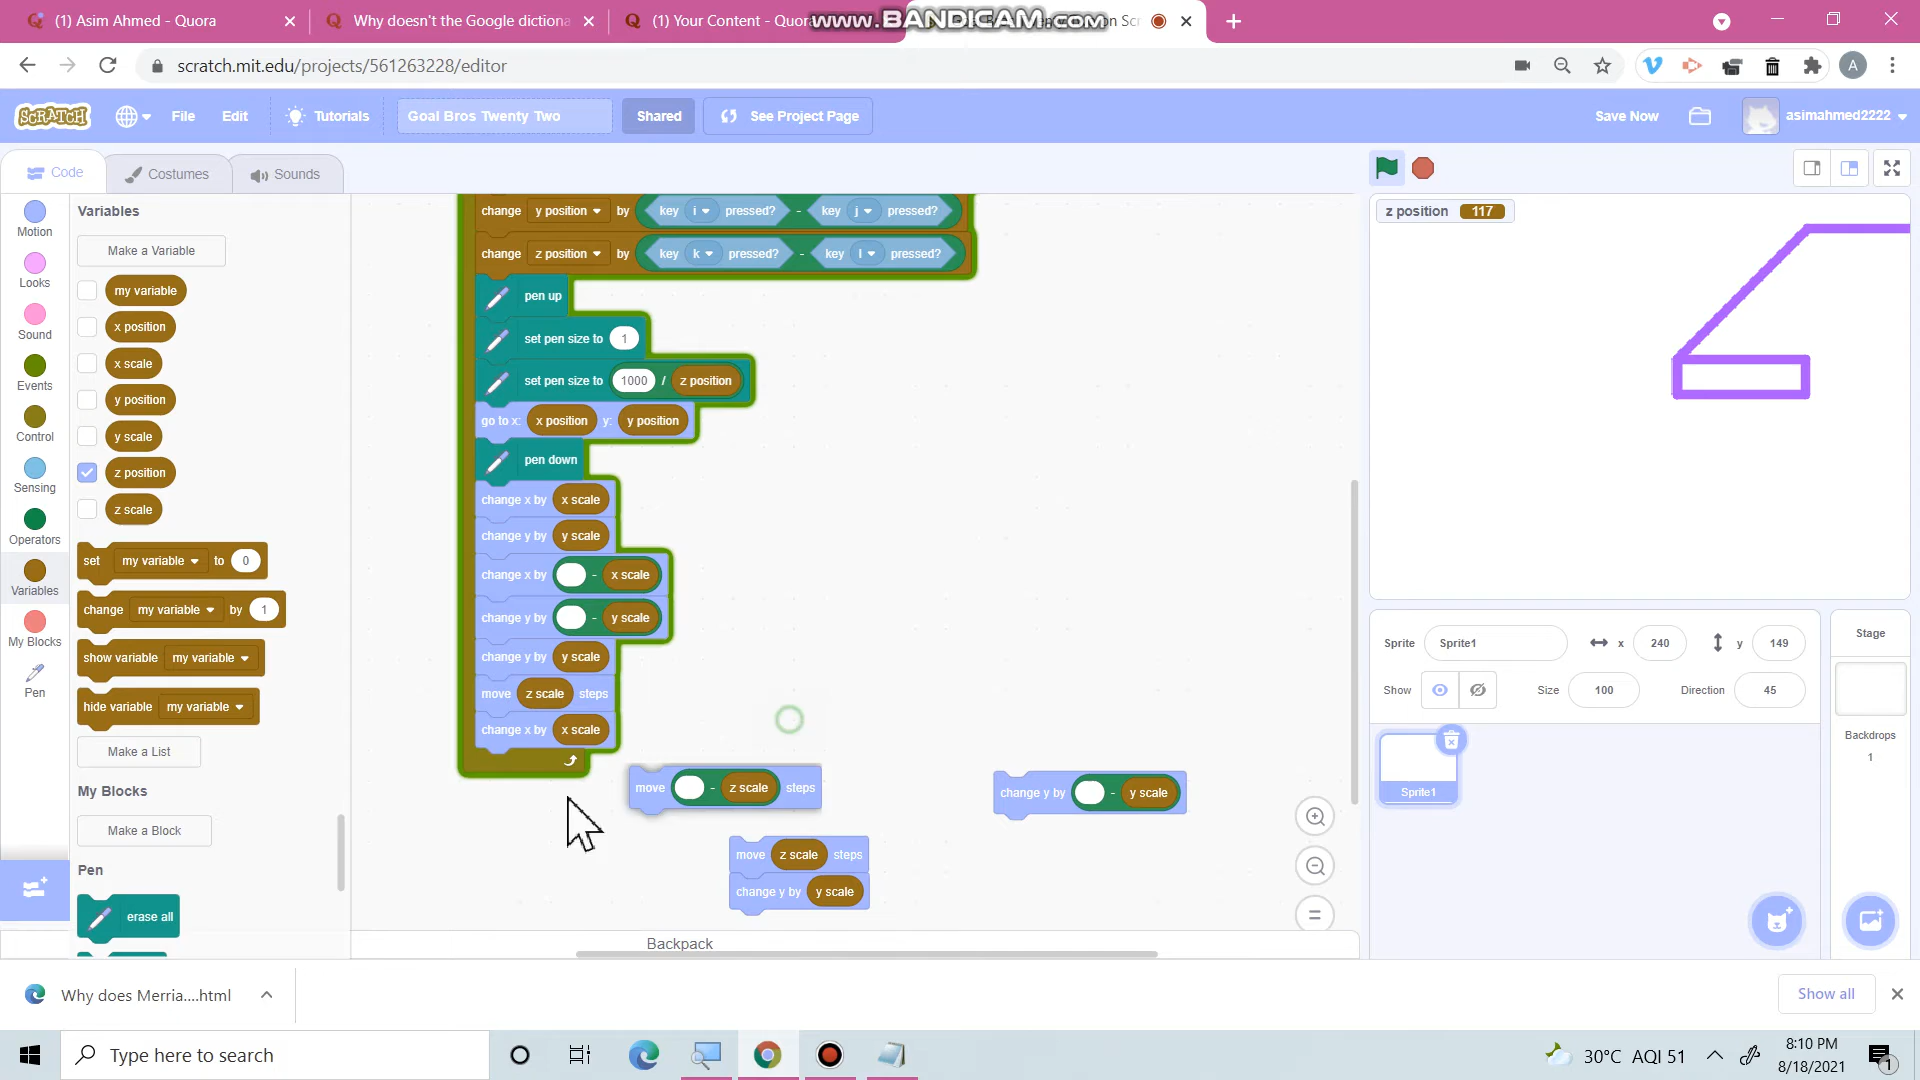 (1) Asim Ahmed - Quora
Why doesn't the Google dictiona
(1) Your Content - Quora
www.BANDICAM.com
scratch.mit.edu/projects/561263228/editor
A
SCRATCH
File
Edit
Tutorials
Goal Bros Twenty Two
Shared
See Project Page
Save Now
asimahmed2222
Code
Costumes
Sounds
Motion
Looks
Sound
Events
Control
Sensing
Operators
Variables
My Blocks
Pen
Variables
Make a Variable
my variable
x position
x scale
y position
y scale
z position
z scale
set my variable to 0
change my variable by 1
show variable my variable
hide variable my variable
Make a List
My Blocks
Make a Block
Pen
erase all
change y position by key i pressed? - key j pressed?
change z position by key k pressed? - key l pressed?
pen up
set pen size to 1
set pen size to 1000 / z position
go to x: x position y: y position
pen down
change x by x scale
change y by y scale
change x by - x scale
change y by - y scale
change y by y scale
move z scale steps
change x by x scale
move - z scale steps
change y by - y scale
move z scale steps
change y by y scale
Backpack
z position 117
Sprite Sprite1 x 240 y 149
Show Size 100 Direction 45
Sprite1
Stage
Backdrops
1
Why does Merria....html
Show all
Type here to search
30°C AQI 51
8:10 PM
8/18/2021
1